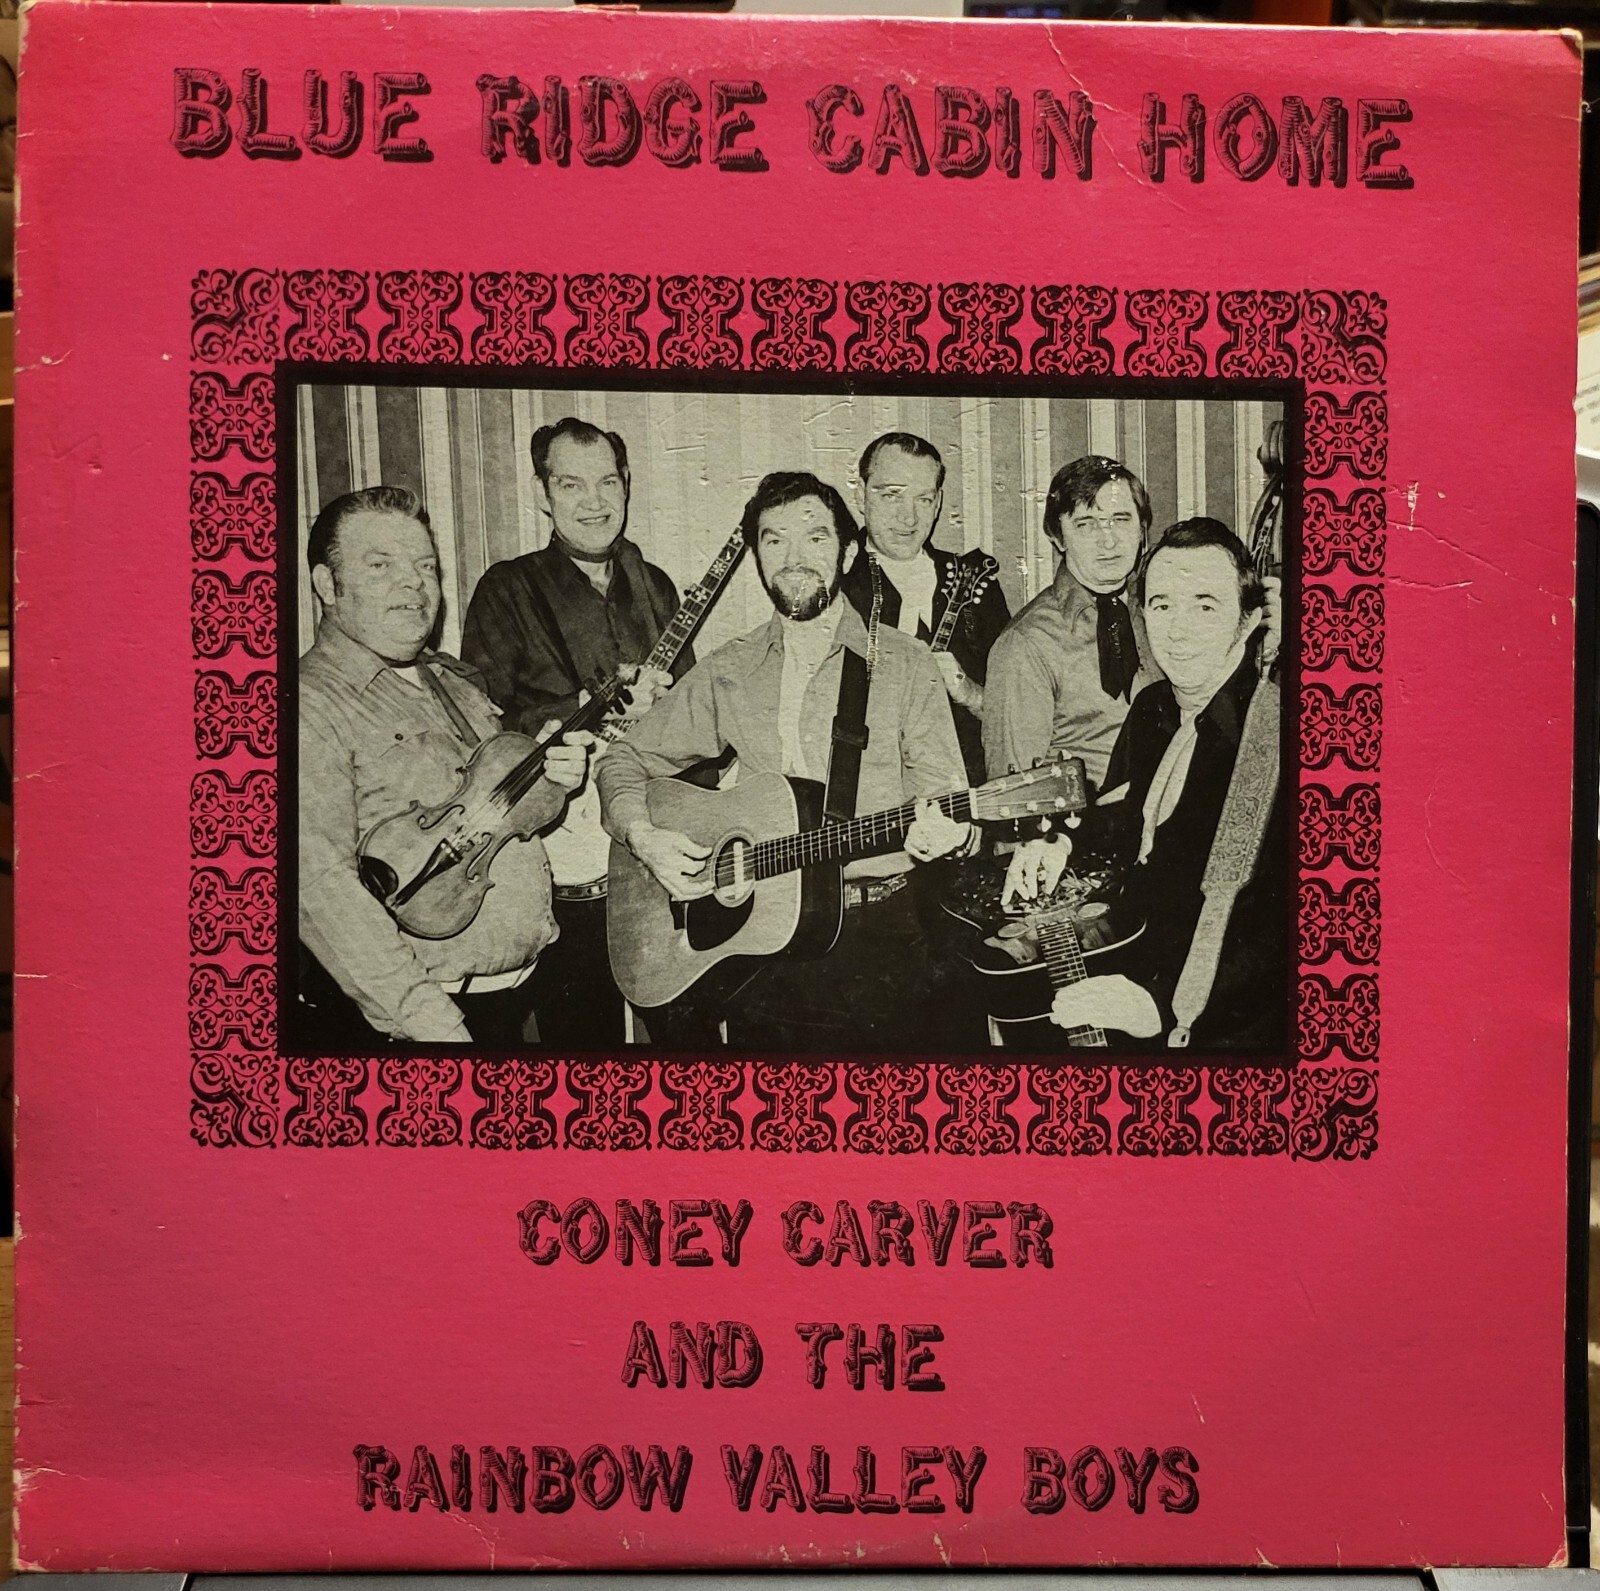 BLUE RIDGE CABIN HOME
CONEY CARVER
AND THE
RAINBOW VALLEY BOYS